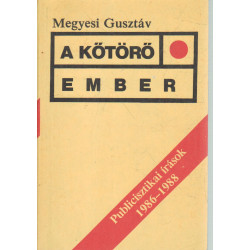 Megyesi Gusztáv
A KŐTÖRŐ
EMBER
Publicisztikai írások
1986–1988